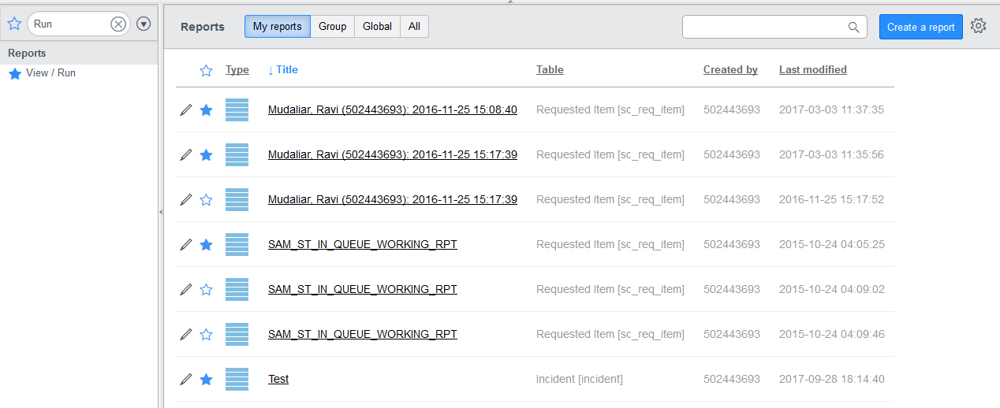 Run
Reports
View / Run
Reports My reports Group Global All Create a report
Type ↓ Title Table Created by Last modified
Mudaliar, Ravi (502443693): 2016-11-25 15:08:40 Requested Item [sc_req_item] 502443693 2017-03-03 11:37:35
Mudaliar, Ravi (502443693): 2016-11-25 15:17:39 Requested Item [sc_req_item] 502443693 2017-03-03 11:35:56
Mudaliar, Ravi (502443693): 2016-11-25 15:17:39 Requested Item [sc_req_item] 502443693 2016-11-25 15:17:52
SAM_ST_IN_QUEUE_WORKING_RPT Requested Item [sc_req_item] 502443693 2015-10-24 04:05:25
SAM_ST_IN_QUEUE_WORKING_RPT Requested Item [sc_req_item] 502443693 2015-10-24 04:09:02
SAM_ST_IN_QUEUE_WORKING_RPT Requested Item [sc_req_item] 502443693 2015-10-24 04:09:46
Test Incident [incident] 502443693 2017-09-28 18:14:40